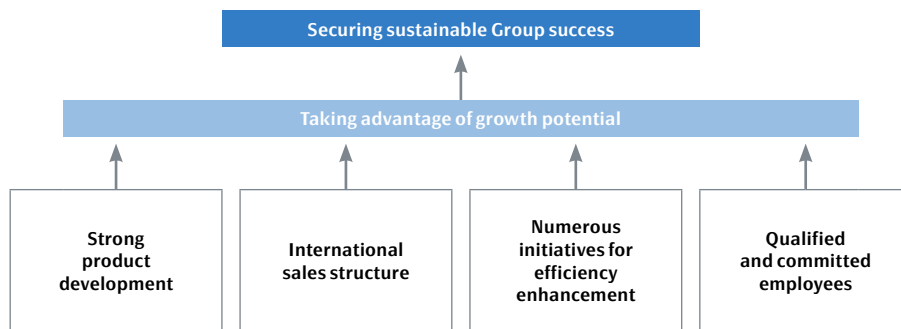 Securing sustainable Group success
Taking advantage of growth potential
Strong
product
development
International
sales structure
Numerous
initiatives for
efficiency
enhancement
Qualified
and committed
employees